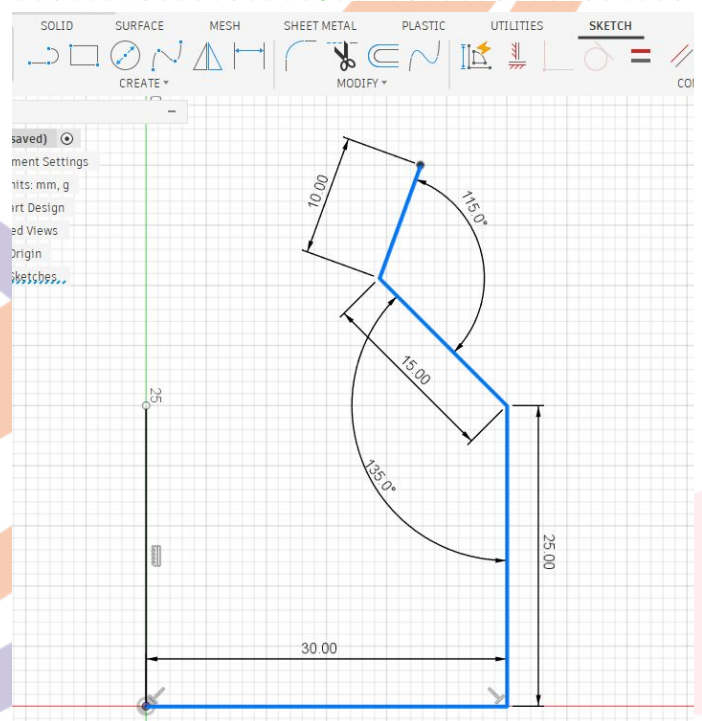 SOLID SURFACE MESH SHEET METAL PLASTIC UTILITIES SKETCH
CREATE MODIFY CO
saved)
ment Settings
nits: mm, g
art Design
ed Views
Origin
Sketches
10.00
115.0°
15.00
25
135.0°
25.00
30.00